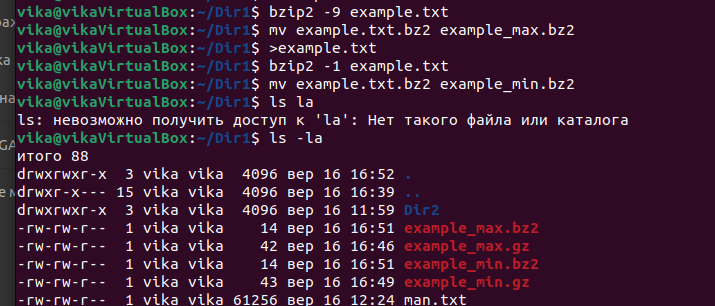 vika@vikaVirtualBox:~/Dir1$ bzip2 -9 example.txt
vika@vikaVirtualBox:~/Dir1$ mv example.txt.bz2 example_max.bz2
vika@vikaVirtualBox:~/Dir1$ >example.txt
vika@vikaVirtualBox:~/Dir1$ bzip2 -1 example.txt
vika@vikaVirtualBox:~/Dir1$ mv example.txt.bz2 example_min.bz2
vika@vikaVirtualBox:~/Dir1$ ls la
ls: невозможно получить доступ к 'la': Нет такого файла или каталога
vika@vikaVirtualBox:~/Dir1$ ls -la
итого 88
drwxrwxr-x  3 vika vika  4096 вер 16 16:52 .
drwxr-x--- 15 vika vika  4096 вер 16 16:39 ..
drwxrwxr-x  3 vika vika  4096 вер 16 11:59 Dir2
-rw-rw-r--  1 vika vika    14 вер 16 16:51 example_max.bz2
-rw-rw-r--  1 vika vika    42 вер 16 16:46 example_max.gz
-rw-rw-r--  1 vika vika    14 вер 16 16:51 example_min.bz2
-rw-rw-r--  1 vika vika    43 вер 16 16:49 example_min.gz
-rw-rw-r--  1 vika vika 61256 вер 16 12:24 man.txt